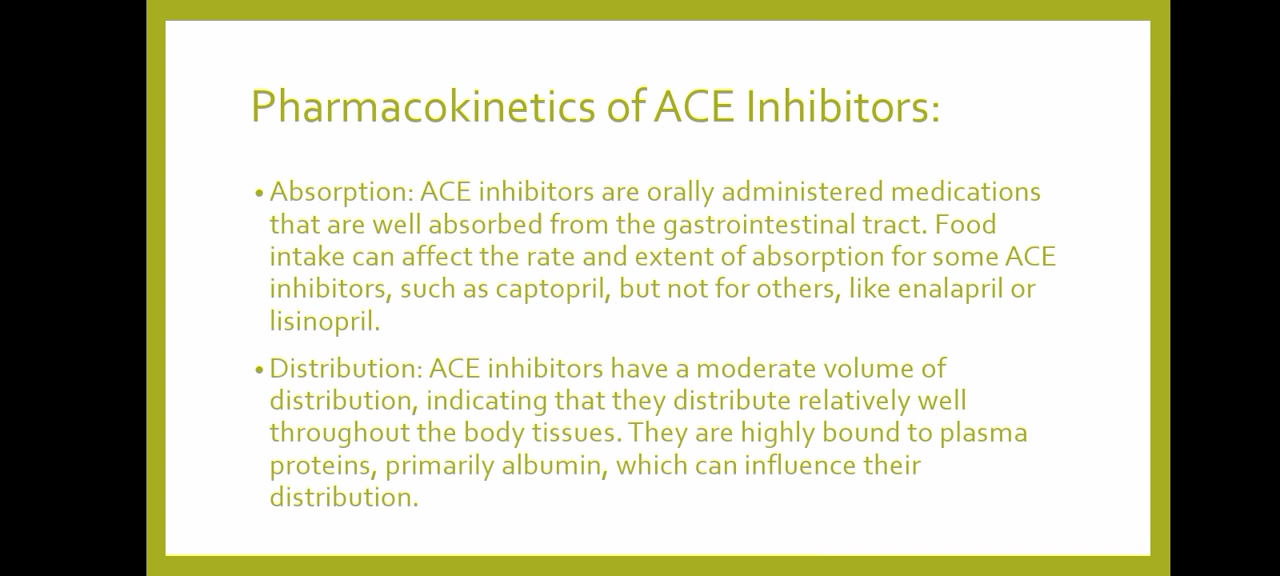 Pharmacokinetics of ACE Inhibitors:
• Absorption: ACE inhibitors are orally administered medications
that are well absorbed from the gastrointestinal tract. Food
intake can affect the rate and extent of absorption for some ACE
inhibitors, such as captopril, but not for others, like enalapril or
lisinopril.
• Distribution: ACE inhibitors have a moderate volume of
distribution, indicating that they distribute relatively well
throughout the body tissues. They are highly bound to plasma
proteins, primarily albumin, which can influence their
distribution.